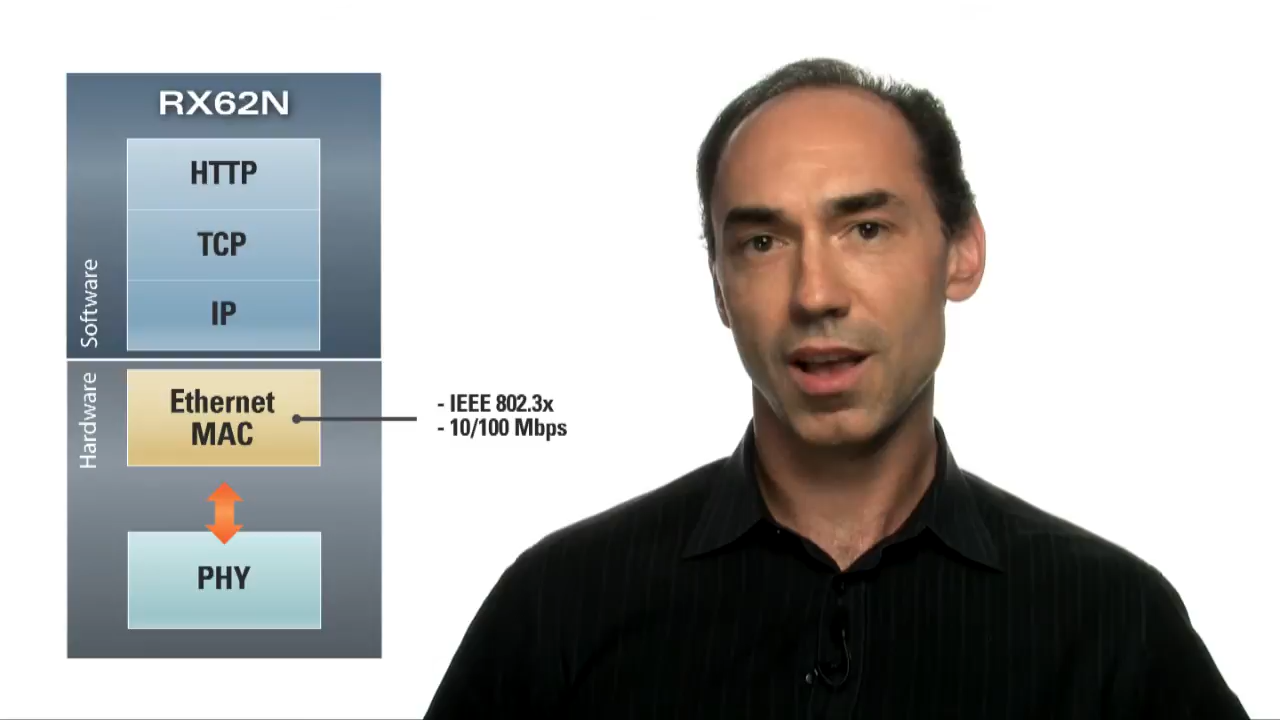 RX62N
HTTP
TCP
IP
Software
Ethernet
MAC
Hardware
- IEEE 802.3x
- 10/100 Mbps
PHY